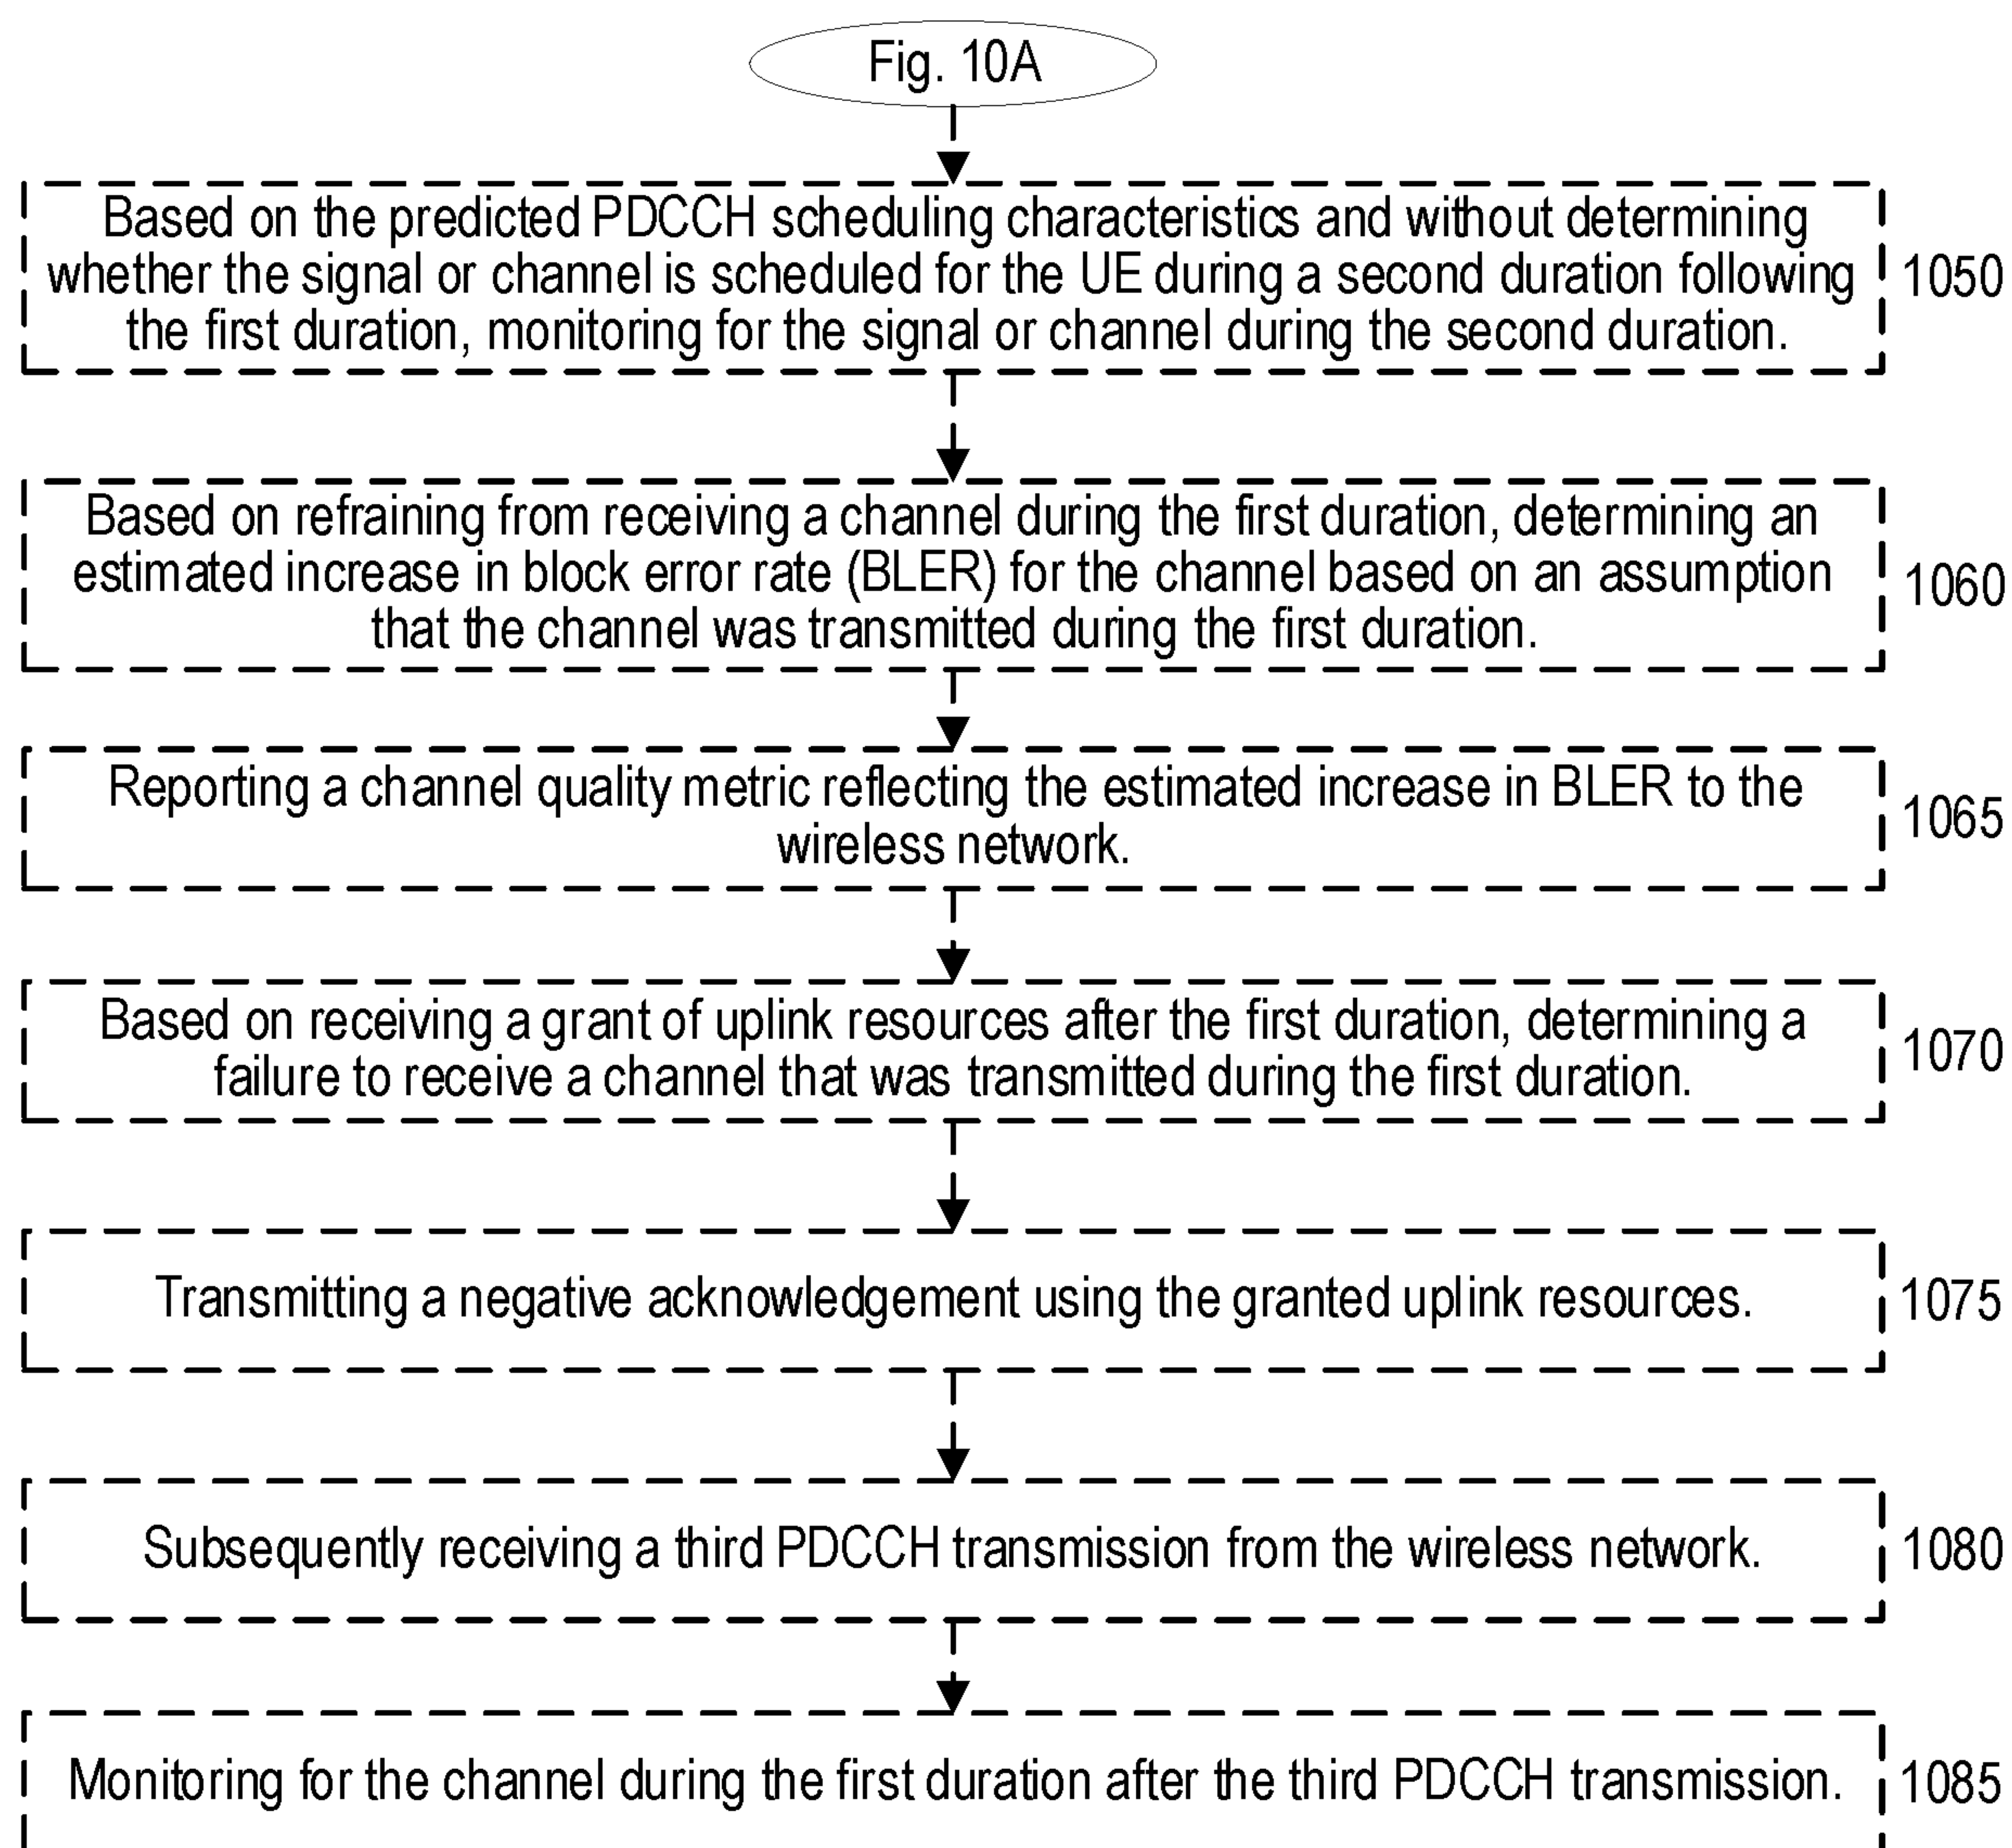 Fig. 10A
Based on the predicted PDCCH scheduling characteristics and without determining
whether the signal or channel is scheduled for the UE during a second duration following
the first duration, monitoring for the signal or channel during the second duration.
1050
Based on refraining from receiving a channel during the first duration, determining an
estimated increase in block error rate (BLER) for the channel based on an assumption
that the channel was transmitted during the first duration.
1060
Reporting a channel quality metric reflecting the estimated increase in BLER to the
wireless network.
1065
Based on receiving a grant of uplink resources after the first duration, determining a
failure to receive a channel that was transmitted during the first duration.
1070
Transmitting a negative acknowledgement using the granted uplink resources.
1075
Subsequently receiving a third PDCCH transmission from the wireless network.
1080
Monitoring for the channel during the first duration after the third PDCCH transmission.
1085